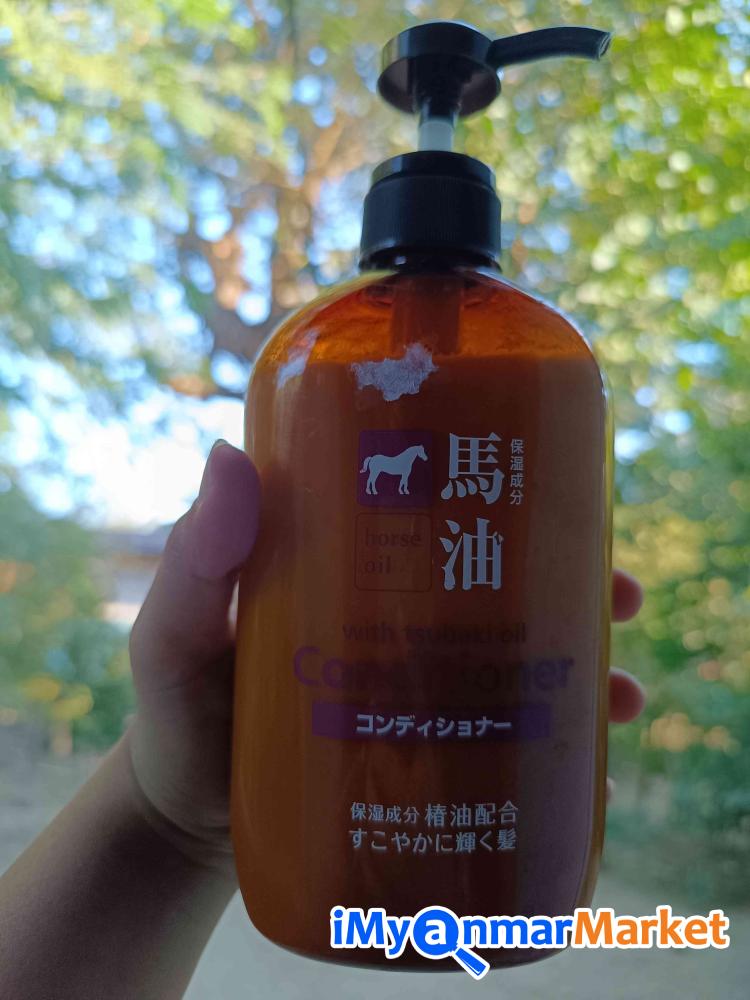 馬油
保湿成分
horse
oil
with tsubaki oil
Conditioner
コンディショナー
保湿成分 椿油配合
すこやかに輝く髪
iMyanmarMarket